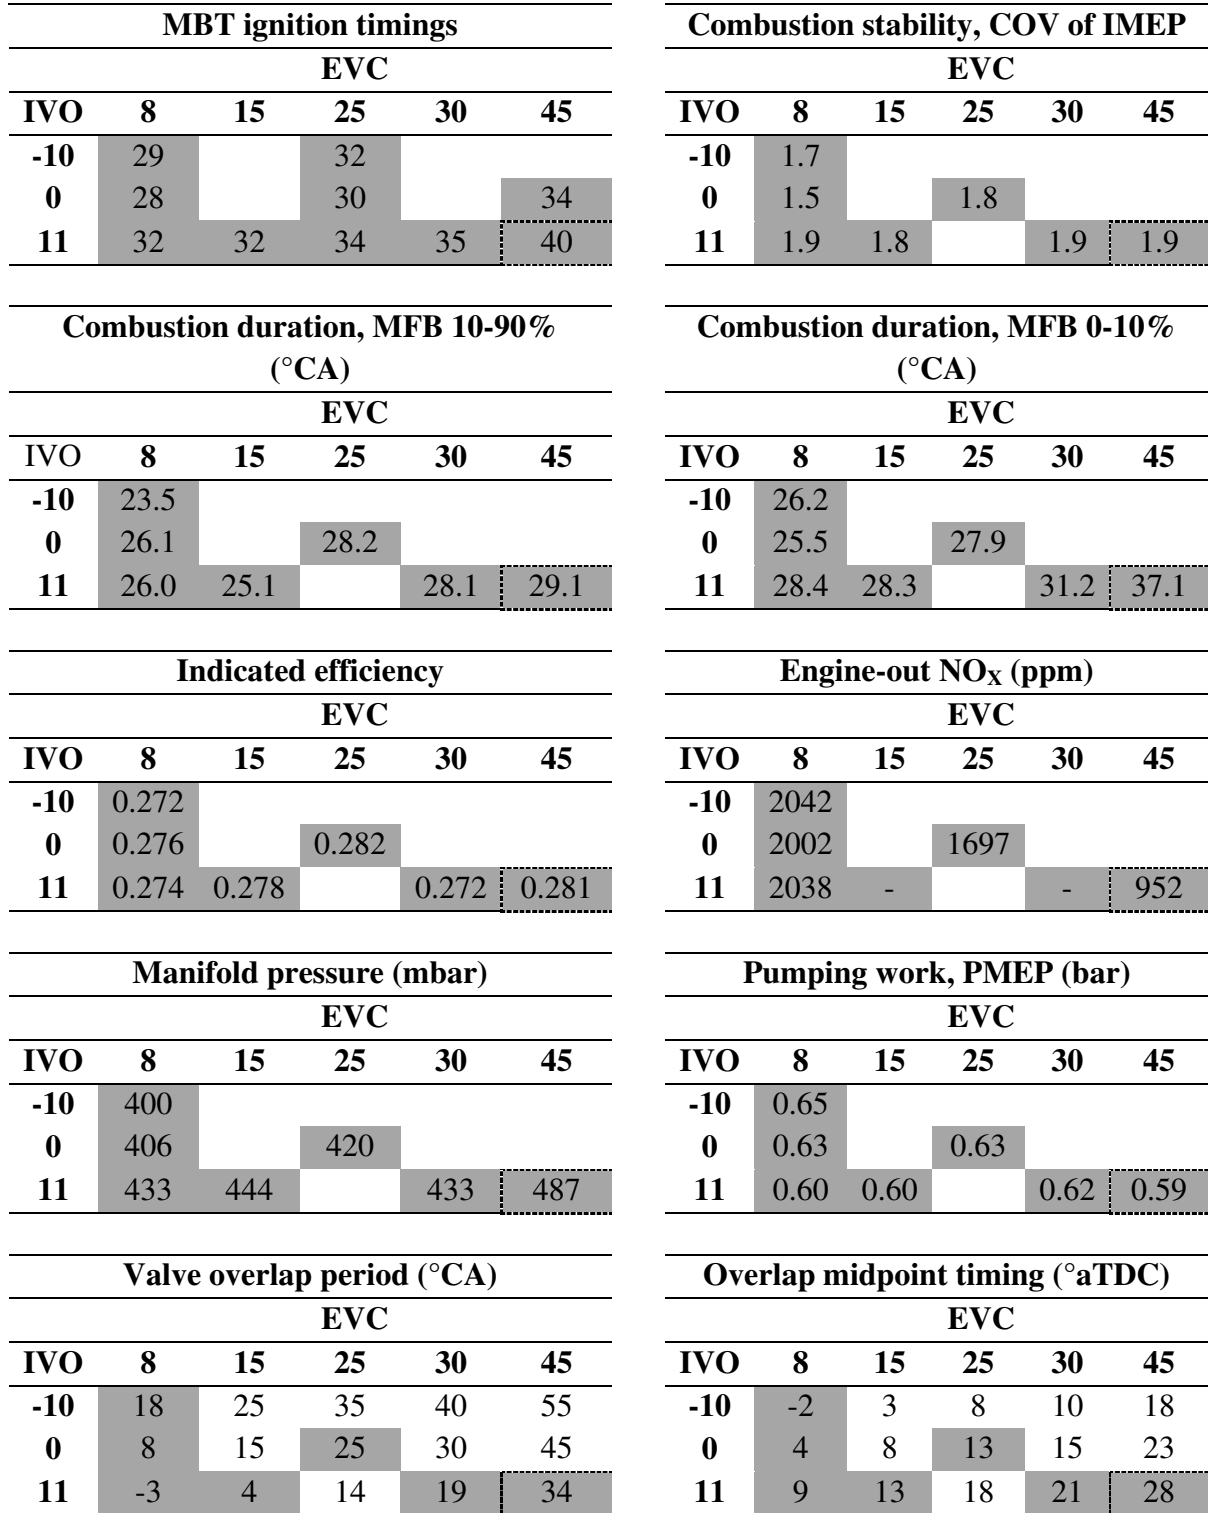 MBT ignition timings
EVC
IVO 8 15 25 30 45
-10 29 32
0 28 30 34
11 32 32 34 35 40
Combustion stability, COV of IMEP
EVC
IVO 8 15 25 30 45
-10 1.7
0 1.5 1.8
11 1.9 1.8 1.9 1.9
Combustion duration, MFB 10-90%
(°CA)
EVC
IVO 8 15 25 30 45
-10 23.5
0 26.1 28.2
11 26.0 25.1 28.1 29.1
Combustion duration, MFB 0-10%
(°CA)
EVC
IVO 8 15 25 30 45
-10 26.2
0 25.5 27.9
11 28.4 28.3 31.2 37.1
Indicated efficiency
EVC
IVO 8 15 25 30 45
-10 0.272
0 0.276 0.282
11 0.274 0.278 0.272 0.281
Engine-out NOX (ppm)
EVC
IVO 8 15 25 30 45
-10 2042
0 2002 1697
11 2038 - - 952
Manifold pressure (mbar)
EVC
IVO 8 15 25 30 45
-10 400
0 406 420
11 433 444 433 487
Pumping work, PMEP (bar)
EVC
IVO 8 15 25 30 45
-10 0.65
0 0.63 0.63
11 0.60 0.60 0.62 0.59
Valve overlap period (°CA)
EVC
IVO 8 15 25 30 45
-10 18 25 35 40 55
0 8 15 25 30 45
11 -3 4 14 19 34
Overlap midpoint timing (°aTDC)
EVC
IVO 8 15 25 30 45
-10 -2 3 8 10 18
0 4 8 13 15 23
11 9 13 18 21 28